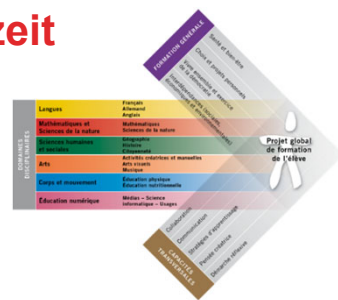 zeit
FORMATION GÉNÉRALE
Santé et bien-être
Choix et projets personnels
Vivre ensemble et exercice
de la démocratie
Interdépendances (sociales,
économiques et
DOMAINES
DISCIPLINAIRES
Langues
Français
Allemand
Anglais
Mathématiques et
Sciences de la nature
Mathématiques
Sciences de la nature
Sciences humaines
et sociales
Géographie
Histoire
Citoyenneté
Arts
Activités créatrices et manuelles
Arts visuels
Musique
Corps et mouvement
Éducation physique
Éducation nutritionnelle
Éducation numérique
Médias – Science
informatique – Usages
Projet global
de formation
de l'élève
Collaboration
Communication
Stratégies d'apprentissage
Pensée créatrice
Démarche réflexive
CAPACITÉS
TRANSVERSALES